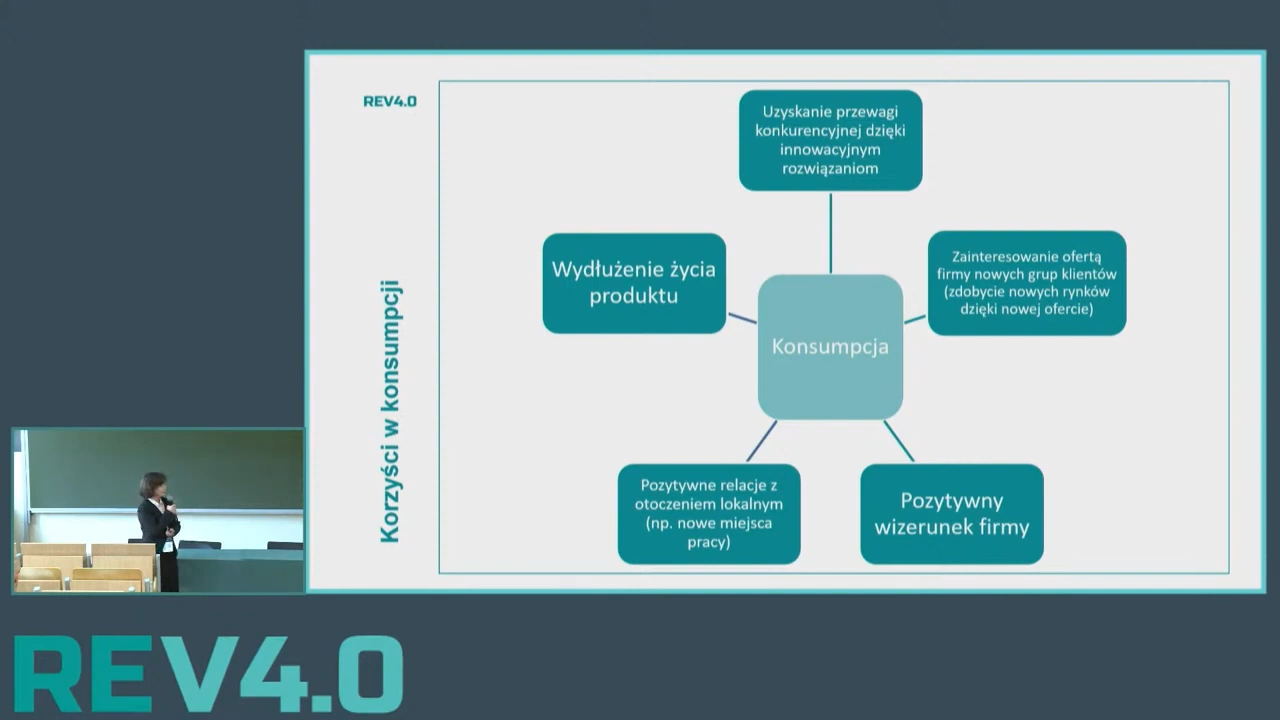 REV4.0
Korzyści w konsumpcji
Uzyskanie przewagi
konkurencyjnej dzięki
innowacyjnym
rozwiązaniom
Wydłużenie życia
produktu
Zainteresowanie ofertą
firmy nowych grup klientów
(zdobycie nowych rynków
dzięki nowej ofercie)
Konsumpcja
Pozytywne relacje z
otoczeniem lokalnym
(np. nowe miejsca
pracy)
Pozytywny
wizerunek firmy
REV4.0